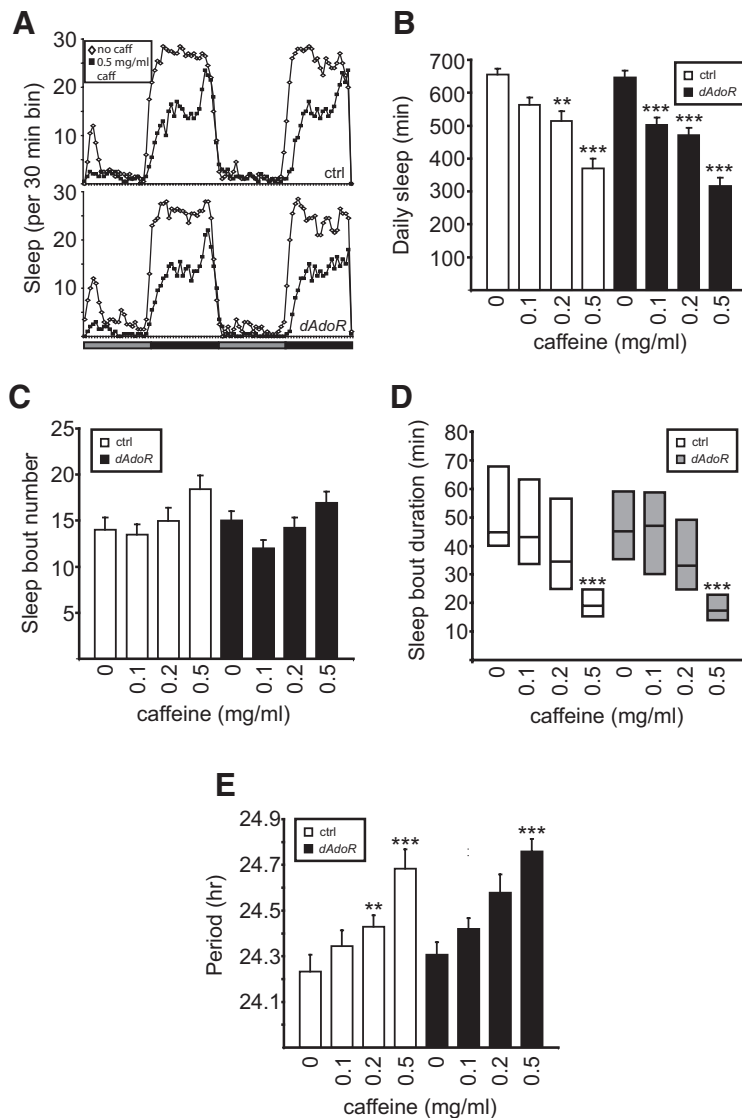 A
30
20
10
no caff
0.5 mg/ml
caff
ctrl
30
20
10
dAdoR
Sleep (per 30 min bin)
B
700
600
500
400
300
200
100
Daily sleep (min)
ctrl
dAdoR
**
***
***
***
***
0
0.1
0.2
0.5
0
0.1
0.2
0.5
caffeine (mg/ml)
C
25
20
15
10
5
Sleep bout number
ctrl
dAdoR
0
0.1
0.2
0.5
0
0.1
0.2
0.5
caffeine (mg/ml)
D
80
70
60
50
40
30
20
10
Sleep bout duration (min)
ctrl
dAdoR
***
***
0
0.1
0.2
0.5
0
0.1
0.2
0.5
caffeine (mg/ml)
E
24.9
24.7
24.5
24.3
24.1
Period (hr)
ctrl
dAdoR
**
***
***
0
0.1
0.2
0.5
0
0.1
0.2
0.5
caffeine (mg/ml)